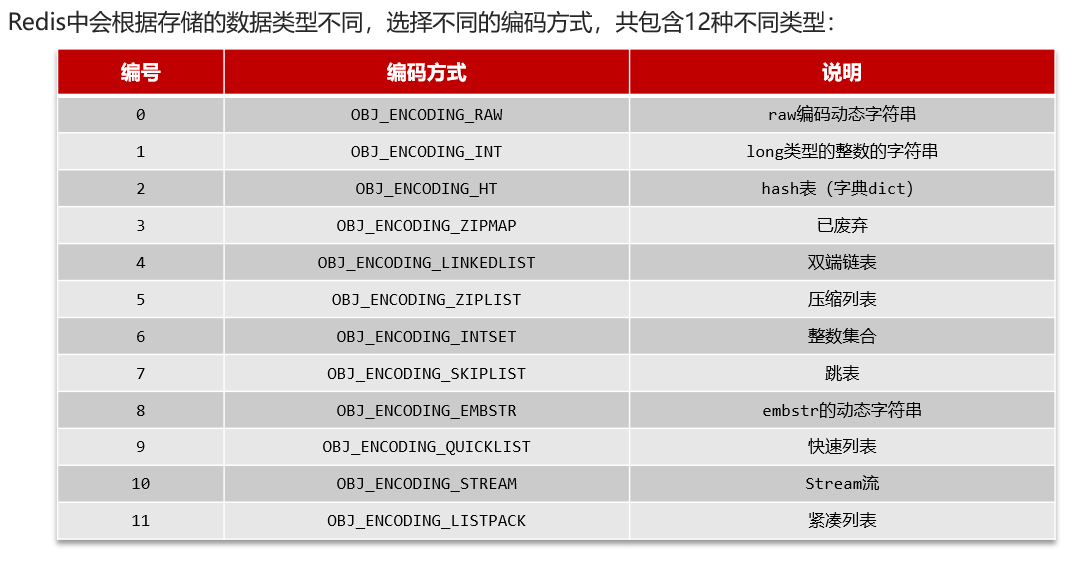 Redis中会根据存储的数据类型不同，选择不同的编码方式，共包含12种不同类型：
编号 编码方式 说明
0 OBJ_ENCODING_RAW raw编码动态字符串
1 OBJ_ENCODING_INT long类型的整数的字符串
2 OBJ_ENCODING_HT hash表（字典dict）
3 OBJ_ENCODING_ZIPMAP 已废弃
4 OBJ_ENCODING_LINKEDLIST 双端链表
5 OBJ_ENCODING_ZIPLIST 压缩列表
6 OBJ_ENCODING_INTSET 整数集合
7 OBJ_ENCODING_SKIPLIST 跳表
8 OBJ_ENCODING_EMBSTR embstr的动态字符串
9 OBJ_ENCODING_QUICKLIST 快速列表
10 OBJ_ENCODING_STREAM Stream流
11 OBJ_ENCODING_LISTPACK 紧凑列表